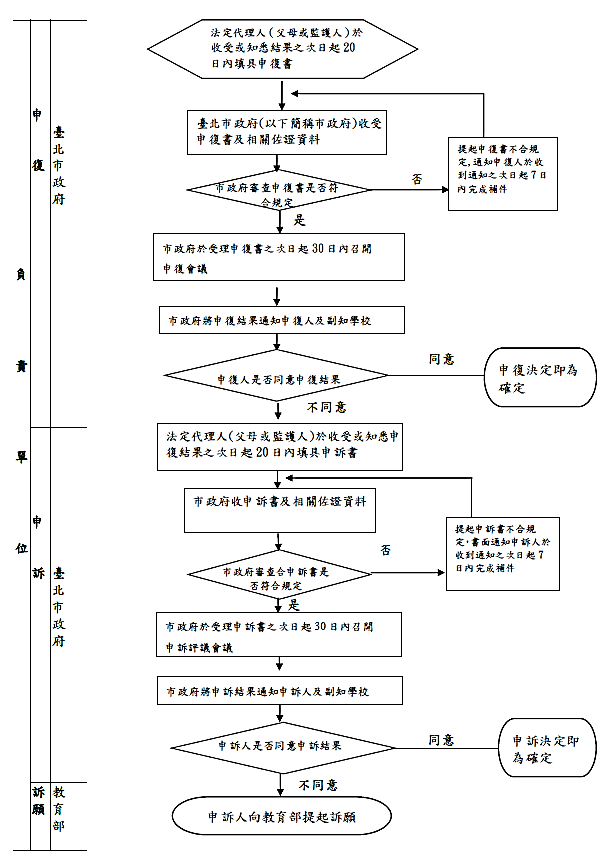 法定代理人(父母或監護人)於
收受或知悉結果之次日起20
日內填具申復書
臺北市政府(以下簡稱市政府)收受
申復書及相關佐證資料
提起申復書不合規
定,通知申復人於收
到通知之次日起7日
內完成補件
市政府審查申復書是否符
合規定
否
是
市政府於受理申復書之次日起30日內召開
申復會議
市政府將申復結果通知申復人及副知學校
申復人是否同意申復結果
同意
申復決定即為
確定
不同意
法定代理人(父母或監護人)於收受或知悉申
復結果之次日起20日內填具申訴書
市政府收申訴書及相關佐證資料
提起申訴書不合規
定，書面通知申訴人於
收到通知之次日起7
日內完成補件
市政府審查合申訴書是
否符合規定
否
是
市政府於受理申訴書之次日起30日內召開
申訴評議會議
市政府將申訴結果通知申訴人及副知學校
申訴人是否同意申訴結果
同意
申訴決定即
為確定
不同意
申訴人向教育部提起訴願
負責單位
申復
臺北市政府
申訴
臺北市政府
訴願
教育部